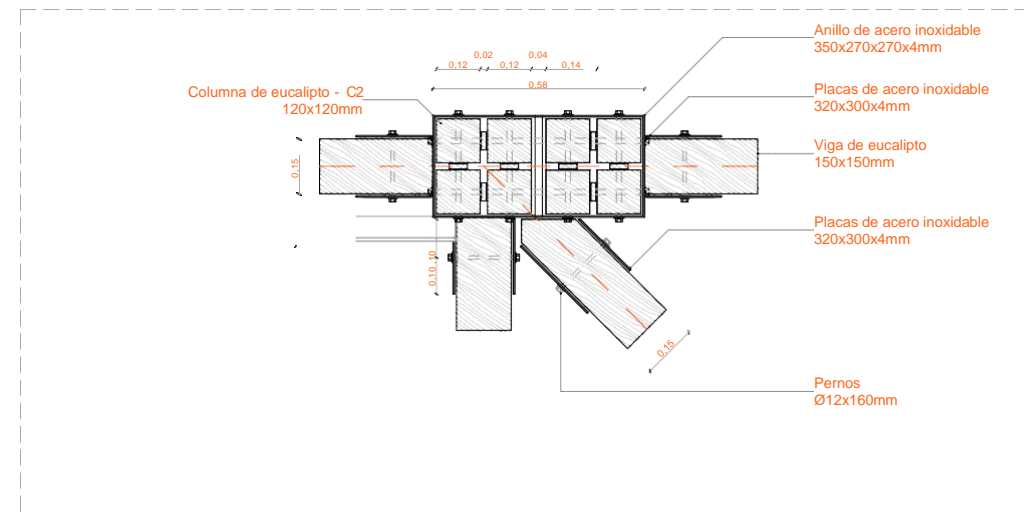 Anillo de acero inoxidable
350x270x270x4mm
0,02
0,04
0,12
0,12
0,14
0,58
Columna de eucalipto - C2
120x120mm
Placas de acero inoxidable
320x300x4mm
Viga de eucalipto
150x150mm
0,15
Placas de acero inoxidable
320x300x4mm
,10
0,10
0,15
Pernos
Ø12x160mm